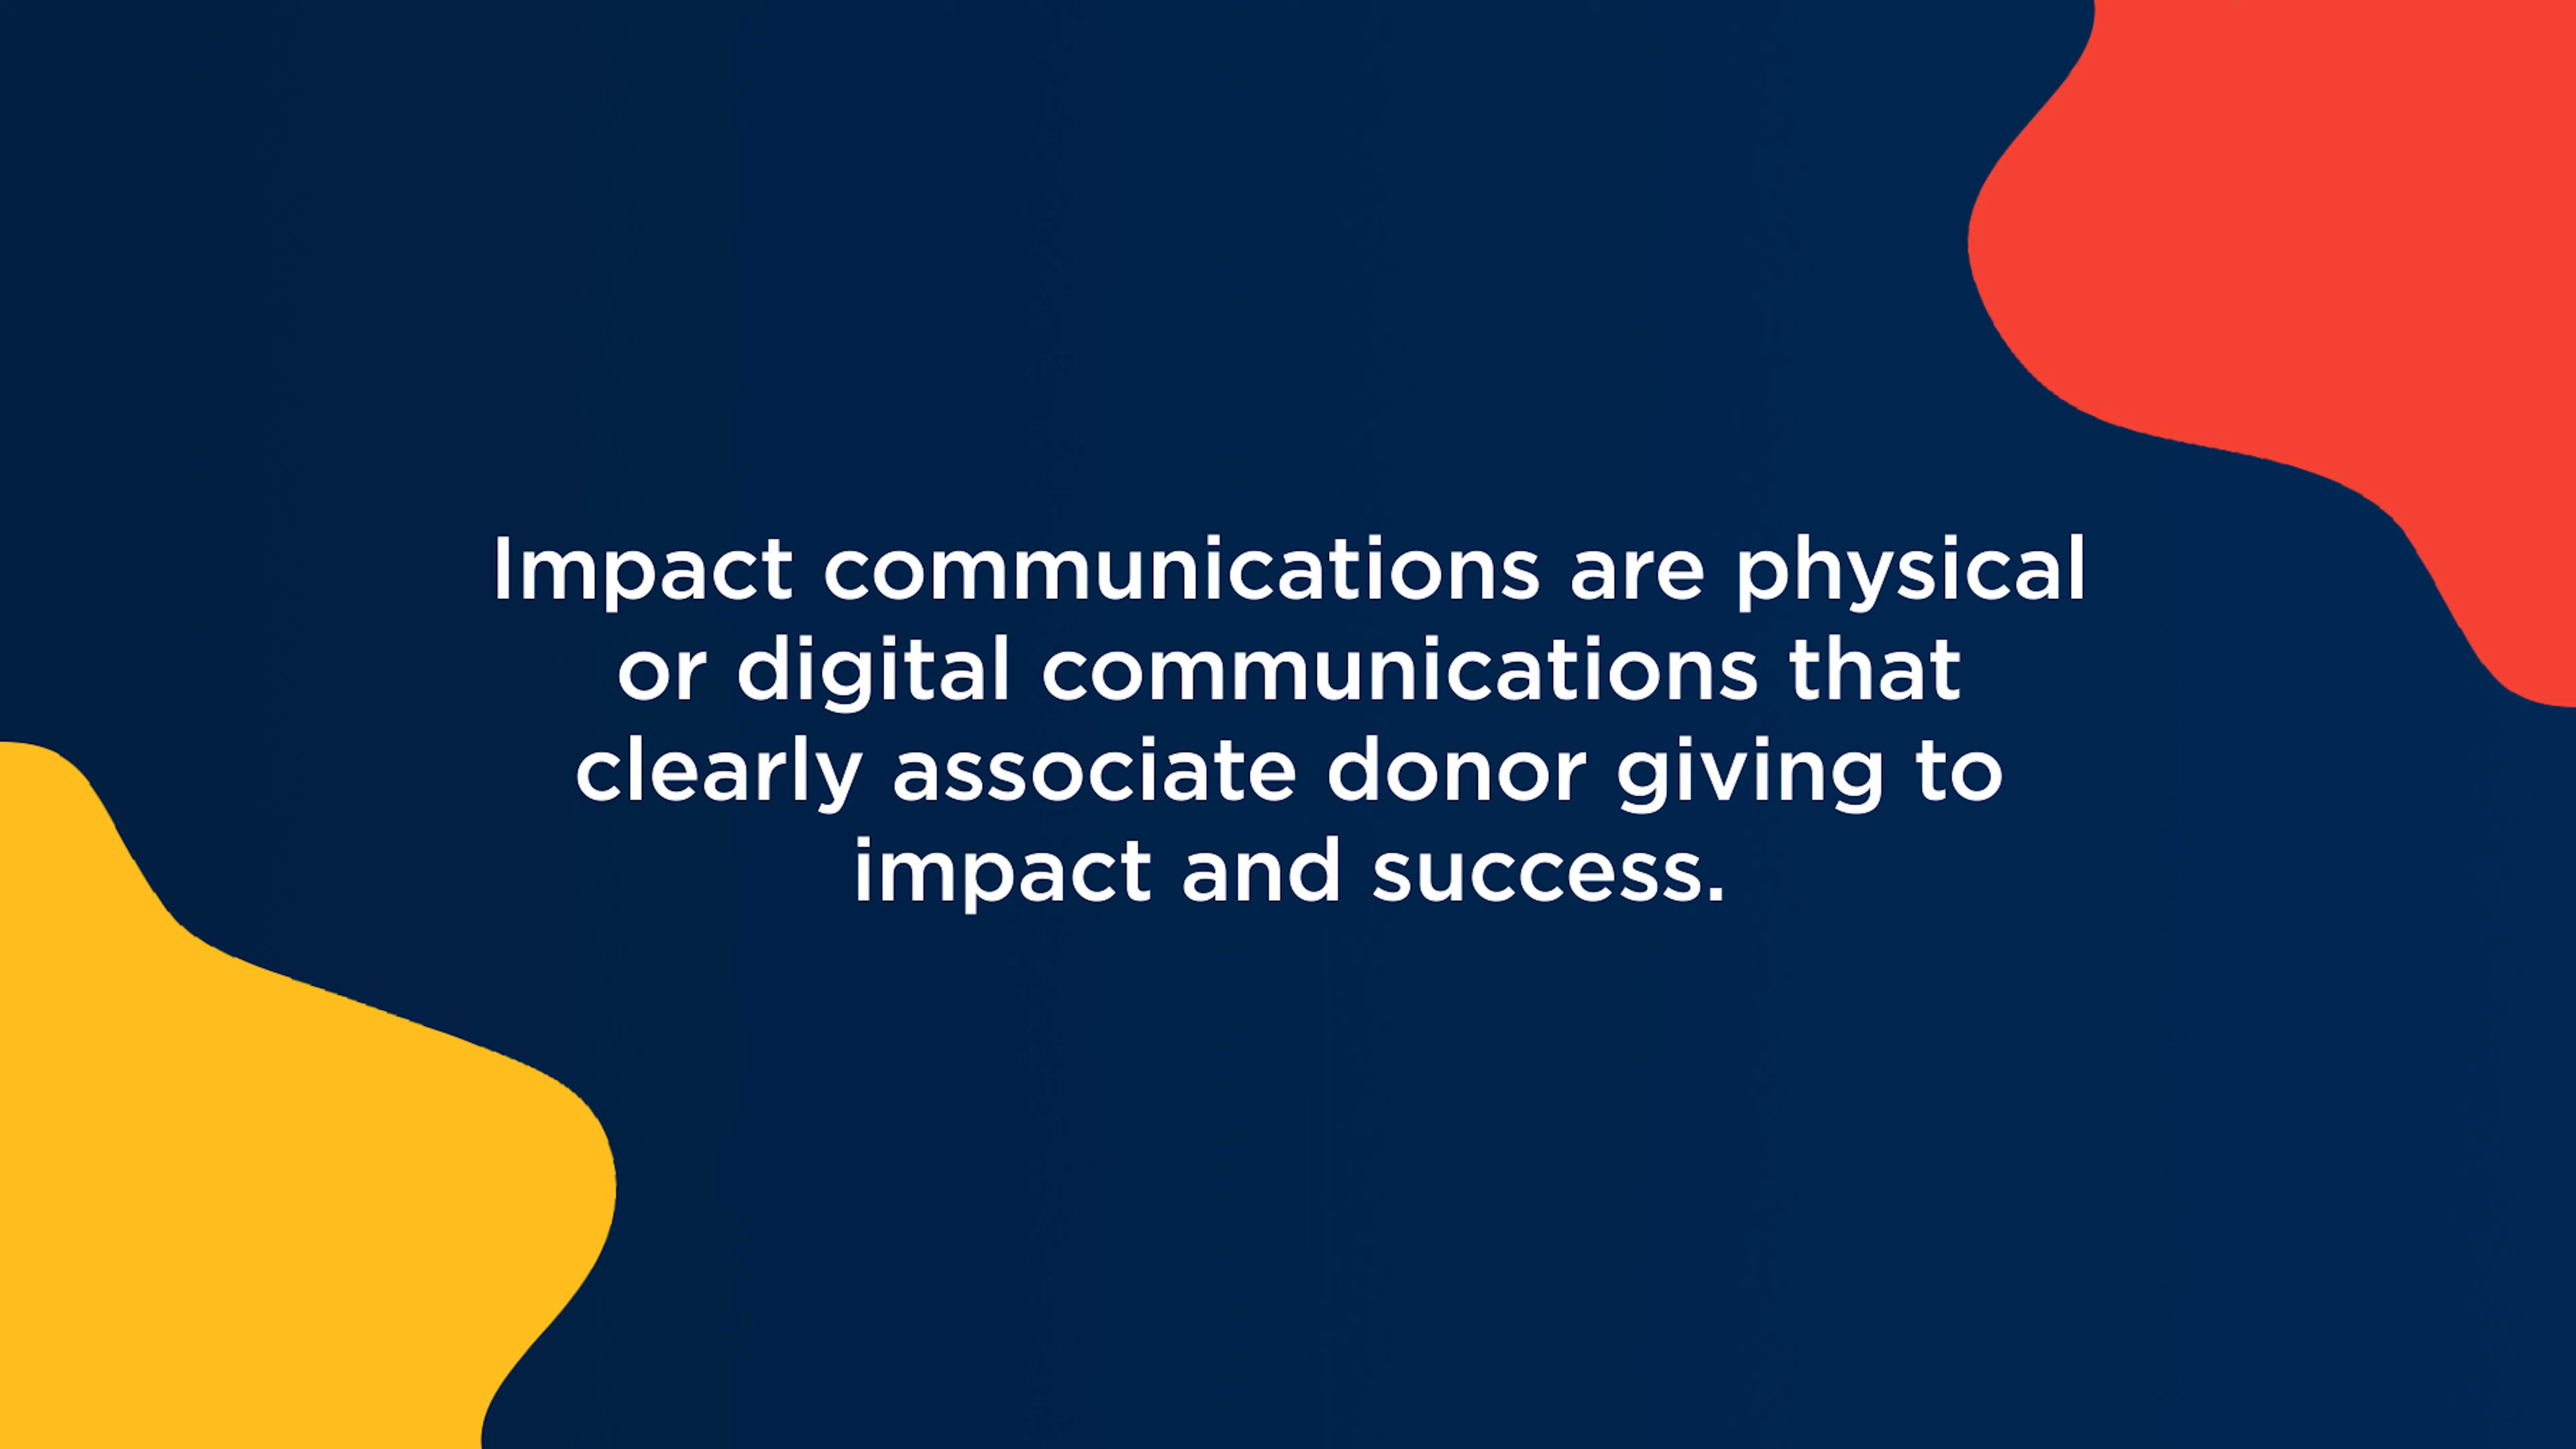 Impact communications are physical
or digital communications that
clearly associate donor giving to
impact and success.